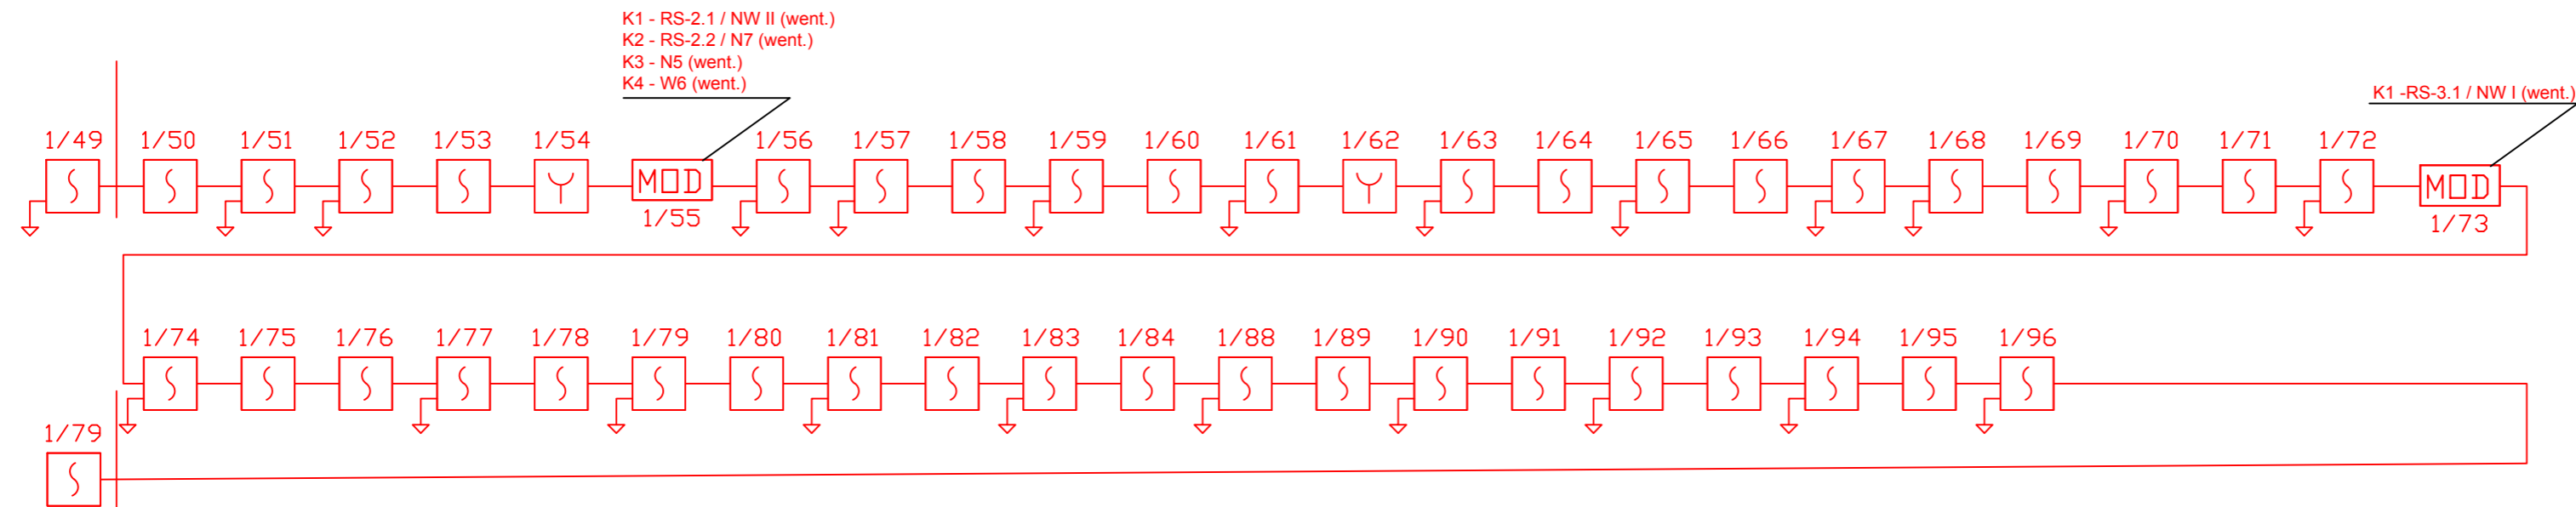 K1 - RS-2.1 / NW II (went.)
K2 - RS-2.2 / N7 (went.)
K3 - N5 (went.)
K4 - W6 (went.)
K1 -RS-3.1 / NW I (went.)
1/49 1/50 1/51 1/52 1/53 1/54 1/56 1/57 1/58 1/59 1/60 1/61 1/62 1/63 1/64 1/65 1/66 1/67 1/68 1/69 1/70 1/71 1/72
MOD MOD
1/55 1/73
1/74 1/75 1/76 1/77 1/78 1/79 1/80 1/81 1/82 1/83 1/84 1/88 1/89 1/90 1/91 1/92 1/93 1/94 1/95 1/96
1/79